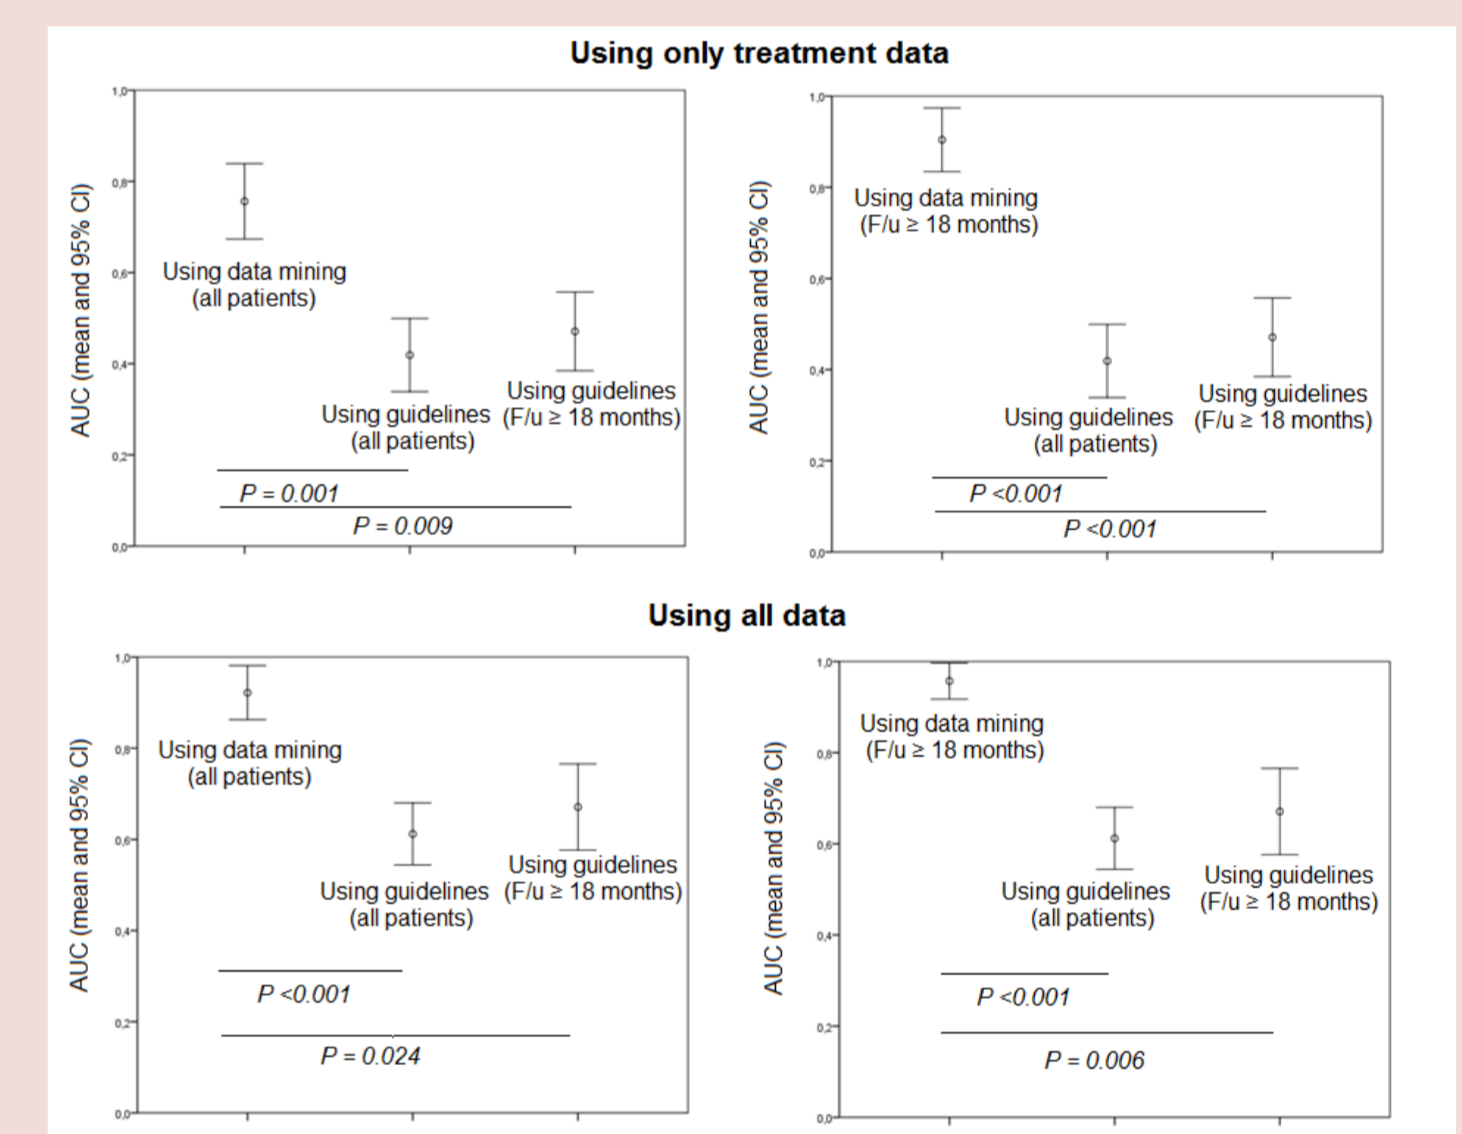 Using only treatment data
AUC (mean and 95% CI)
1,0
0,8
0,6
0,4
0,2
0,0
Using data mining
(all patients)
Using guidelines
(all patients)
Using guidelines
(F/u ≥ 18 months)
P = 0.001
P = 0.009
AUC (mean and 95% CI)
1,0
0,8
0,6
0,4
0,2
0,0
Using data mining
(F/u ≥ 18 months)
Using guidelines
(all patients)
Using guidelines
(F/u ≥ 18 months)
P <0.001
P <0.001
Using all data
AUC (mean and 95% CI)
1,0
0,8
0,6
0,4
0,2
0,0
Using data mining
(all patients)
Using guidelines
(all patients)
Using guidelines
(F/u ≥ 18 months)
P <0.001
P = 0.024
AUC (mean and 95% CI)
1,0
0,8
0,6
0,4
0,2
0,0
Using data mining
(F/u ≥ 18 months)
Using guidelines
(all patients)
Using guidelines
(F/u ≥ 18 months)
P <0.001
P = 0.006